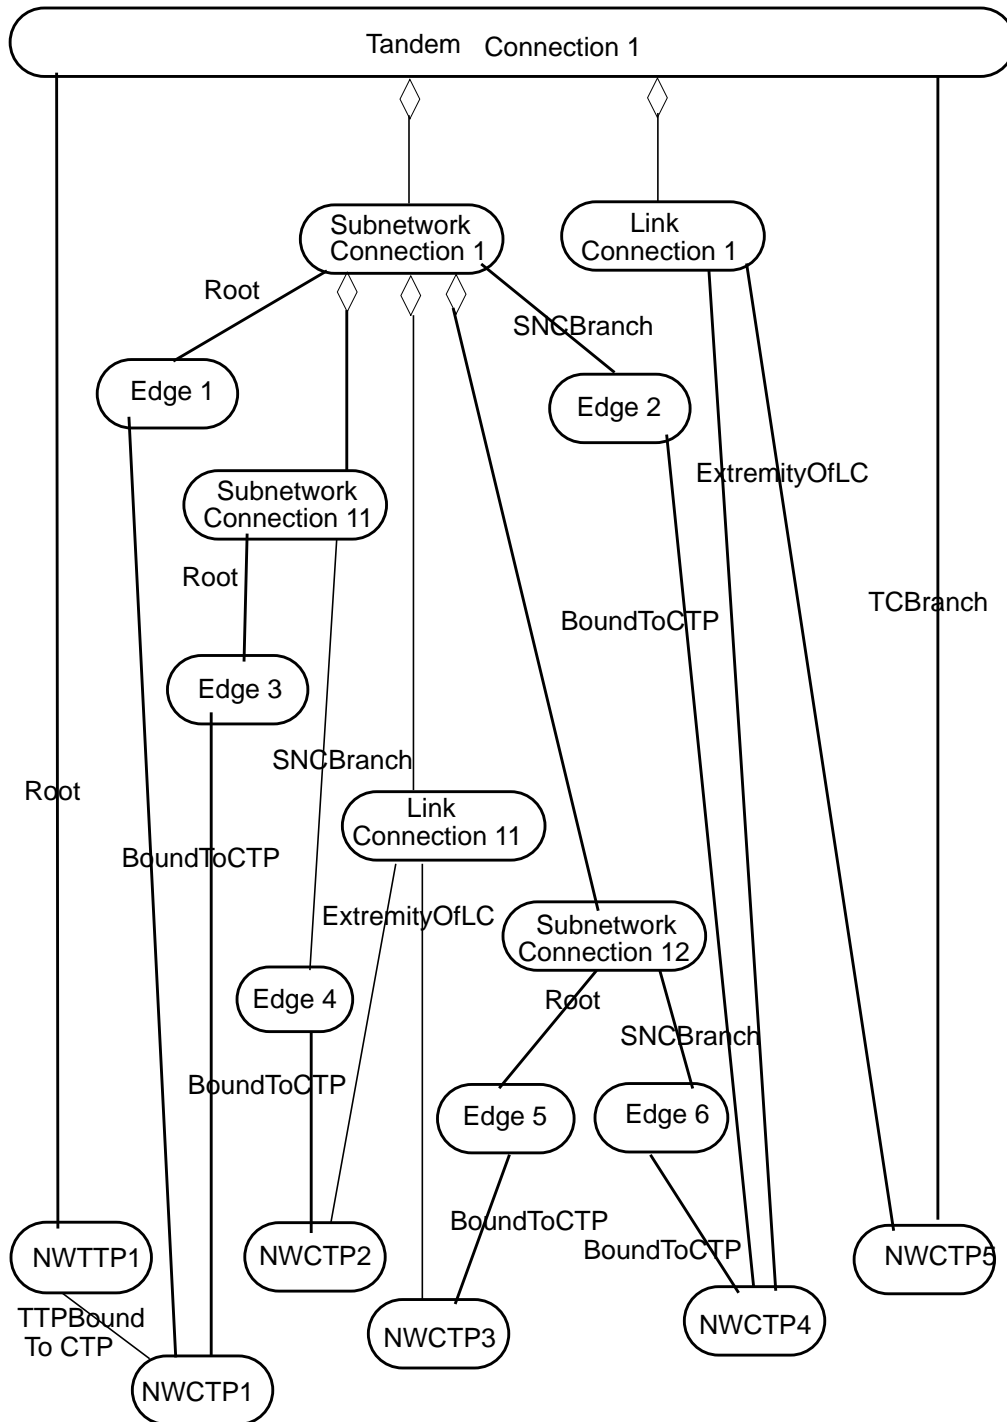 Tandem Connection 1
Subnetwork
Connection 1
Link
Connection 1
Root
SNCBranch
Edge 1
Edge 2
ExtremityOfLC
Subnetwork
Connection 11
Root
TCBranch
BoundToCTP
Edge 3
SNCBranch
Root
Link
Connection 11
BoundToCTP
ExtremityOfLC
Subnetwork
Connection 12
Edge 4
Root
SNCBranch
BoundToCTP
Edge 5
Edge 6
BoundToCTP
BoundToCTP
NWTTP1
NWCTP2
NWCTP5
TTPBound
To CTP
NWCTP3
NWCTP4
NWCTP1